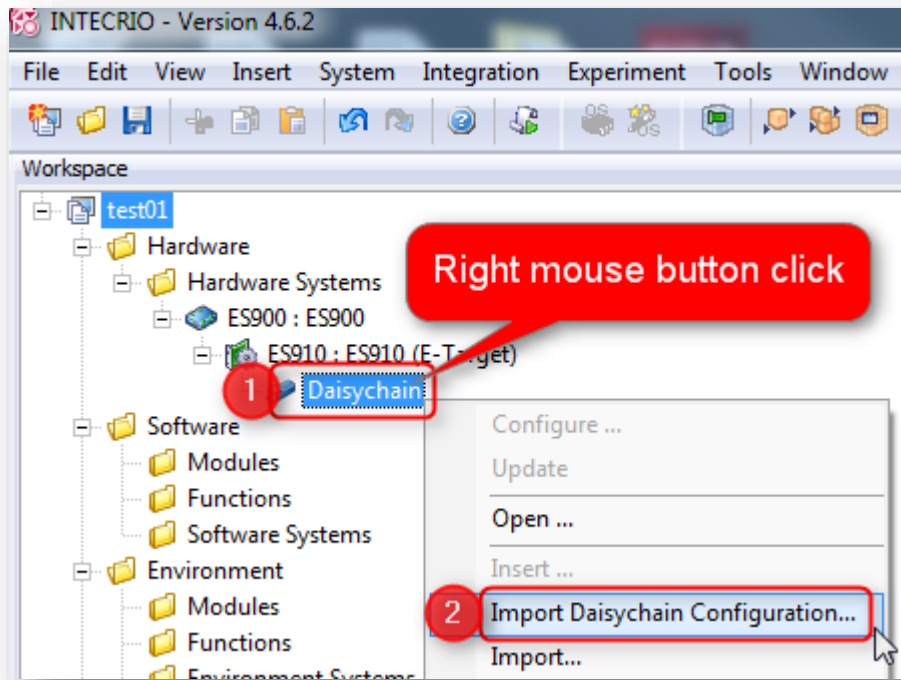 INTECRIO - Version 4.6.2
File Edit View Insert System Integration Experiment Tools Window
Workspace
test01
Hardware
Right mouse button click
Hardware Systems
ES900 : ES900
ES910 : ES910 (E-Target)
1 Daisychain
Configure ...
Software
Modules
Update
Functions
Open ...
Software Systems
Environment
Insert ...
Modules
2 Import Daisychain Configuration...
Functions
Import...
Environment Systems